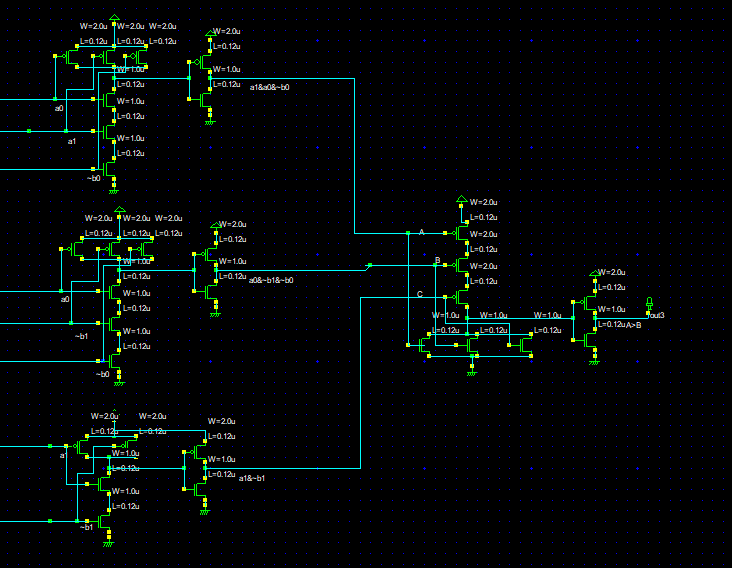 W=2.0u W=2.0u W=2.0u
L=0.12u L=0.12u L=0.12u
W=1.0u
L=0.12u
W=1.0u
L=0.12u
W=1.0u
L=0.12u
a0
a1
~b0
W=2.0u
L=0.12u
W=1.0u
L=0.12u
a1&a0&~b0
W=2.0u W=2.0u W=2.0u
L=0.12u L=0.12u L=0.12u
W=1.0u
L=0.12u
W=1.0u
L=0.12u
W=1.0u
L=0.12u
a0
~b1
~b0
W=2.0u
L=0.12u
W=1.0u
L=0.12u
a0&~b1&~b0
W=2.0u W=2.0u
L=0.12u L=0.12u
W=1.0u
L=0.12u
W=1.0u
L=0.12u
~b1
W=2.0u
L=0.12u
W=1.0u
L=0.12u
a1&~b1
A
B
C
W=2.0u
L=0.12u
W=2.0u
L=0.12u
W=2.0u
L=0.12u
W=1.0u W=1.0u W=1.0u
L=0.12u L=0.12u L=0.12u
W=2.0u
L=0.12u
W=1.0u
L=0.12u
A>B